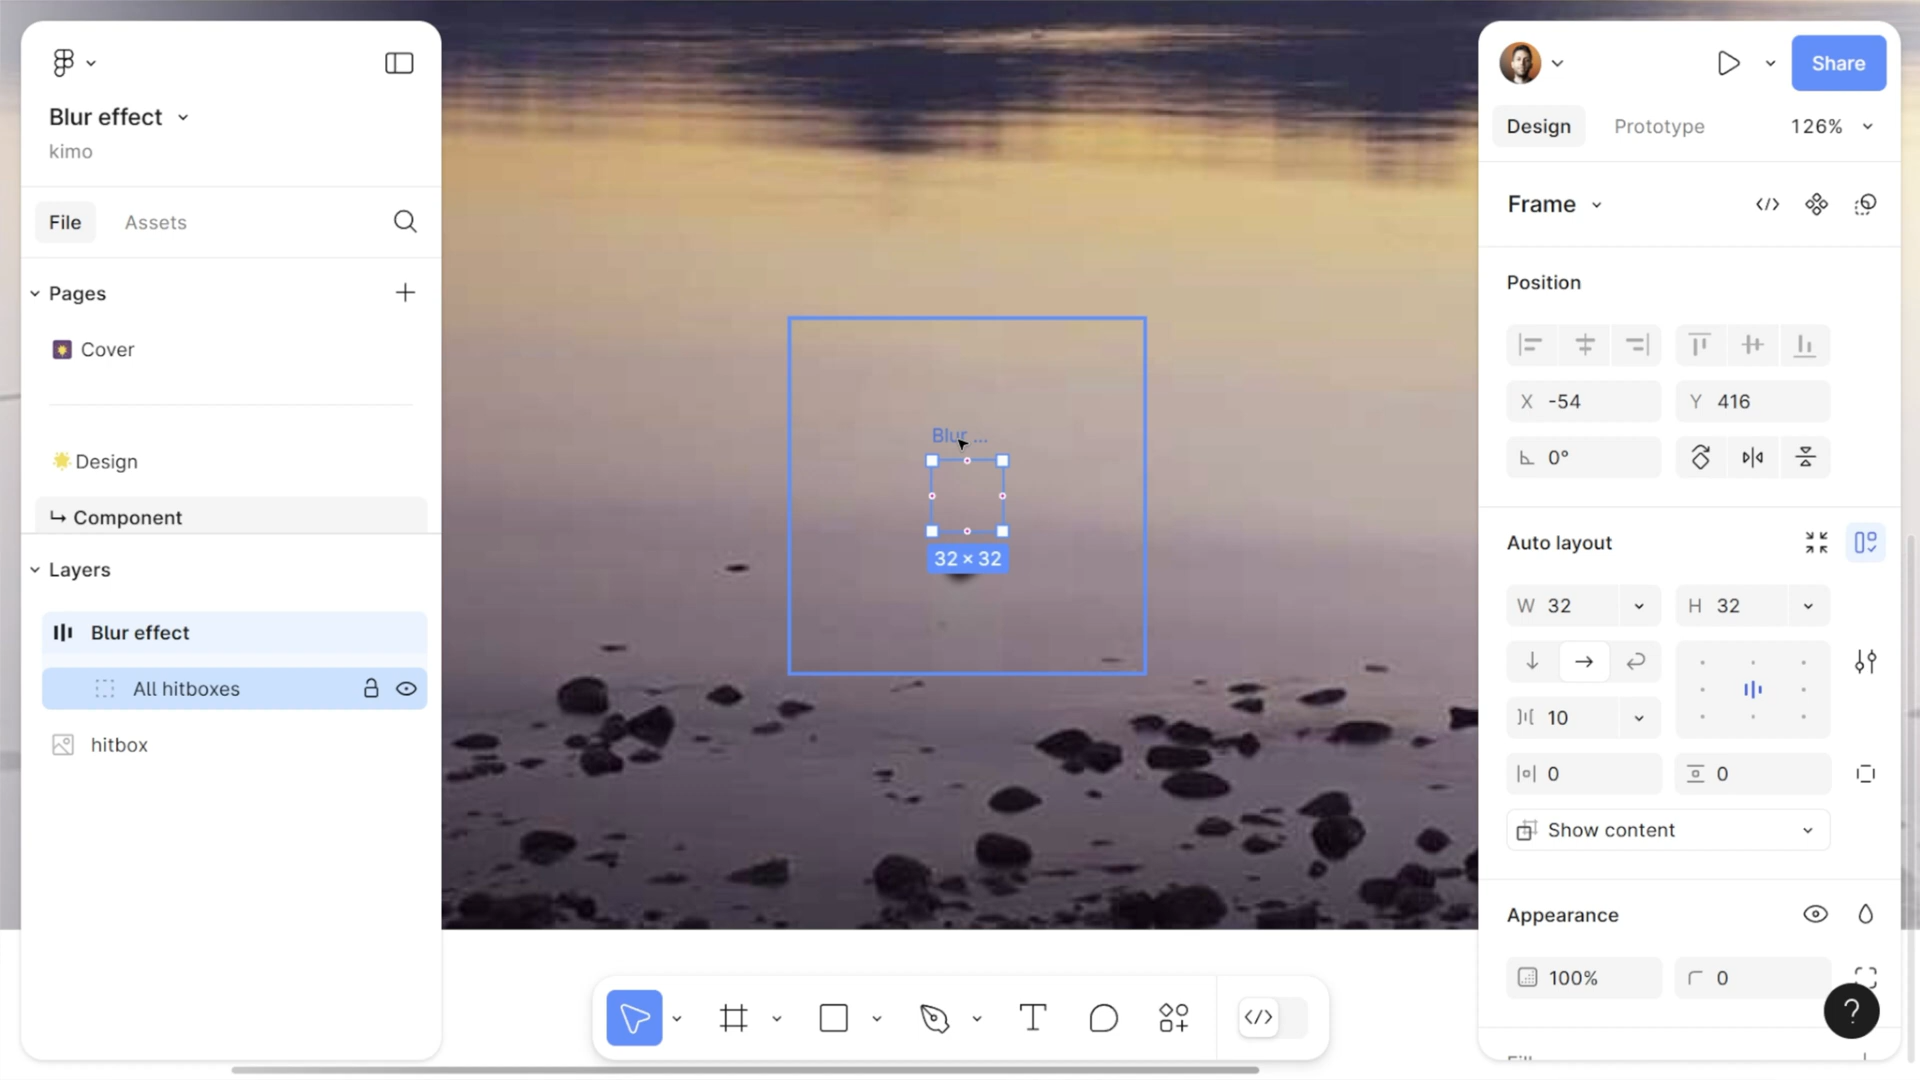 Blur effect
kimo
File
Assets
Pages
Cover
Design
Component
Layers
Blur effect
All hitboxes
hitbox
Blur ...
32 × 32
Share
Design
Prototype
126%
Frame
Position
X -54
Y 416
0°
Auto layout
W 32
H 32
10
0
0
Show content
Appearance
100%
0
Fill
?